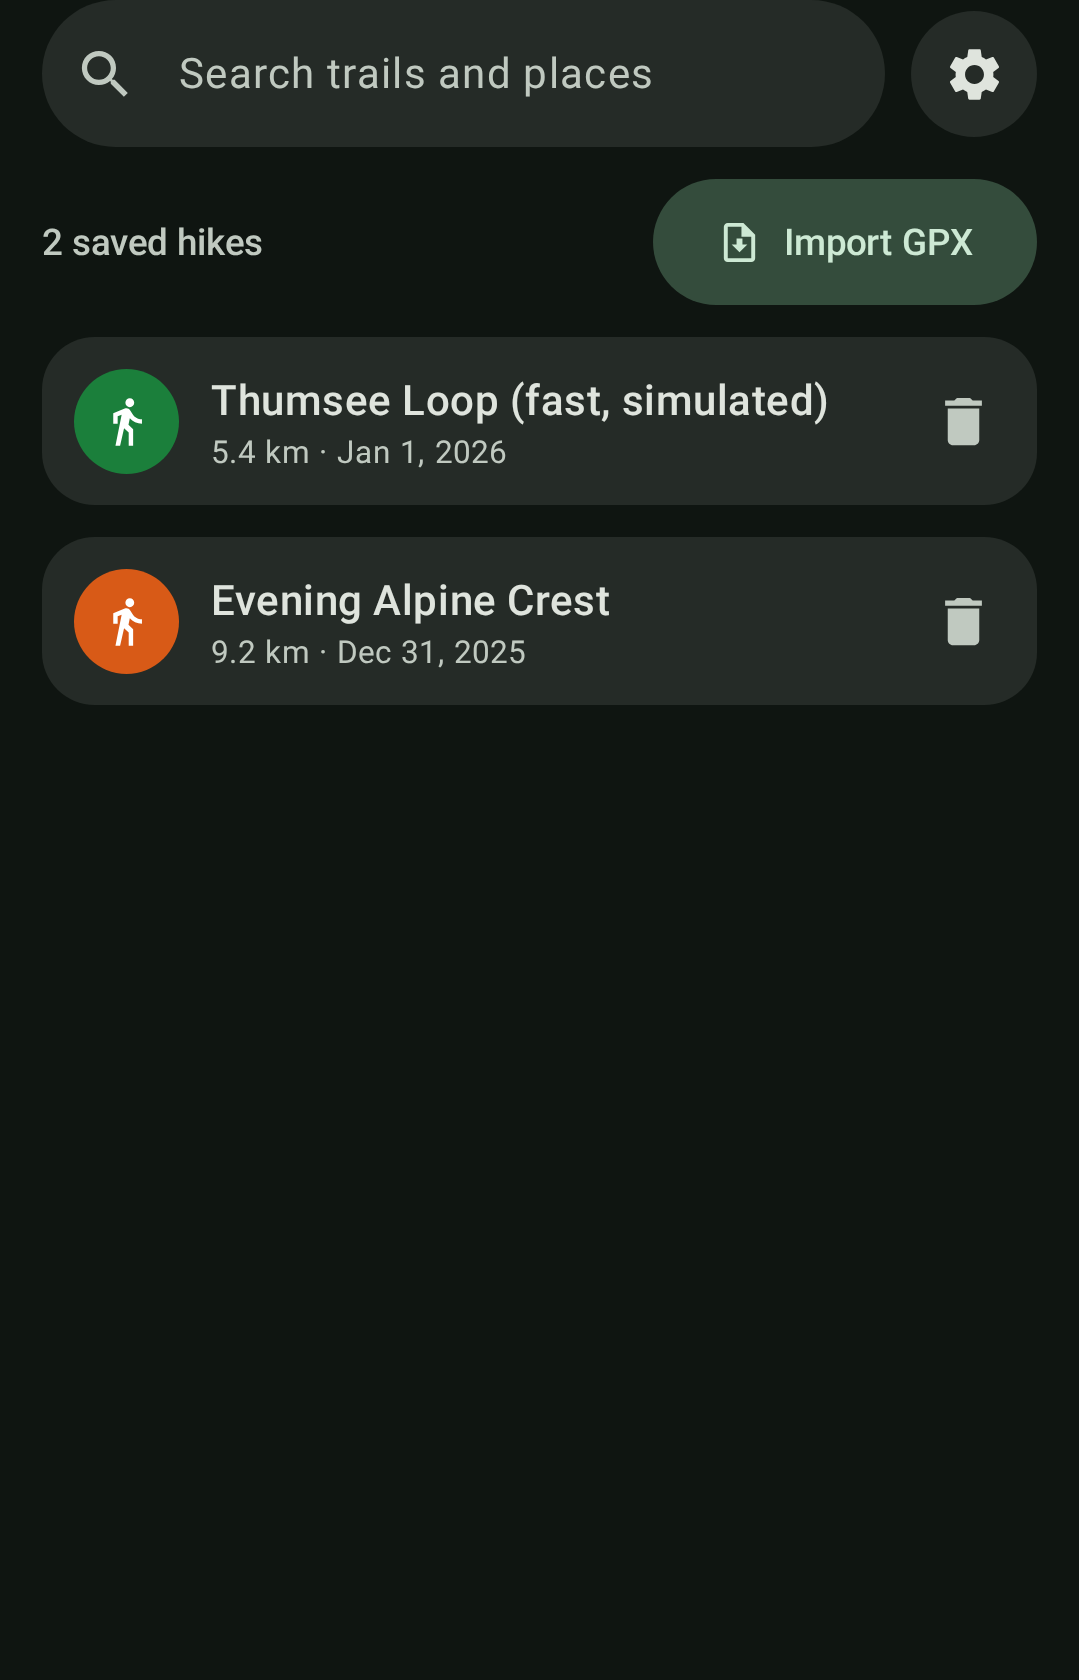 Search trails and places
2 saved hikes
Import GPX
Thumsee Loop (fast, simulated)
5.4 km · Jan 1, 2026
Evening Alpine Crest
9.2 km · Dec 31, 2025